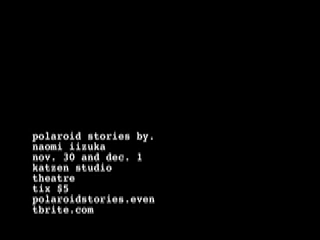 polaroid stories by.
naomi iizuka
nov. 30 and dec. 1
katzen studio
theatre
tix $5
polaroidstories.even
tbrite.com